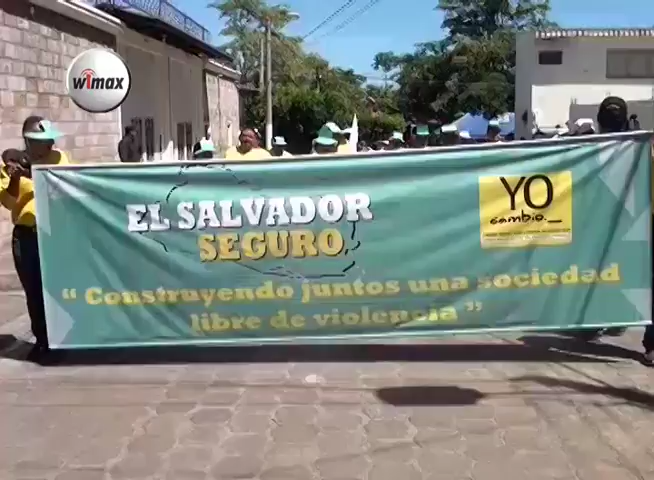 wimax
EL SALVADOR
SEGURO.
YO
cambio._
“ Construyendo juntos una sociedad
libre de violencia ”